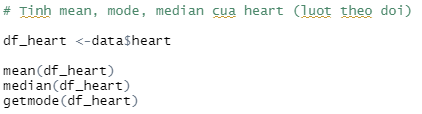 # Tinh mean, mode, median cua heart (luot theo doi)
df_heart <-data$heart
mean(df_heart)
median(df_heart)
getmode(df_heart)